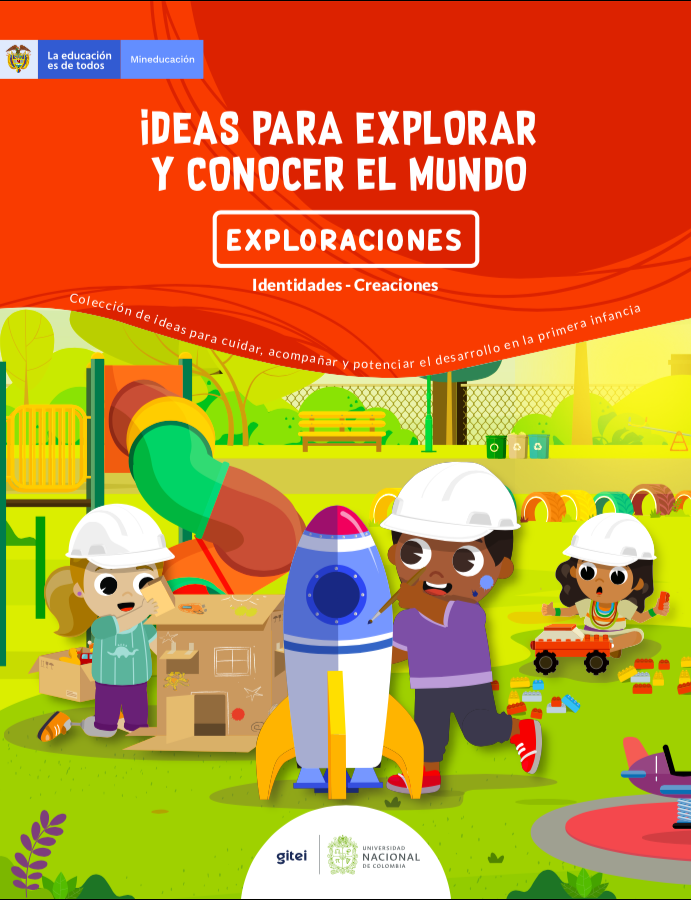 La educación
es de todos
Mineducación
iDEAS PARA EXPLORAR
Y CONOCER EL MUNDO
EXPLORACIONES
Identidades - Creaciones
Colección de ideas para cuidar, acompañar y potenciar el desarrollo en la primera infancia
gitei
UNIVERSIDAD
NACIONAL
DE COLOMBIA